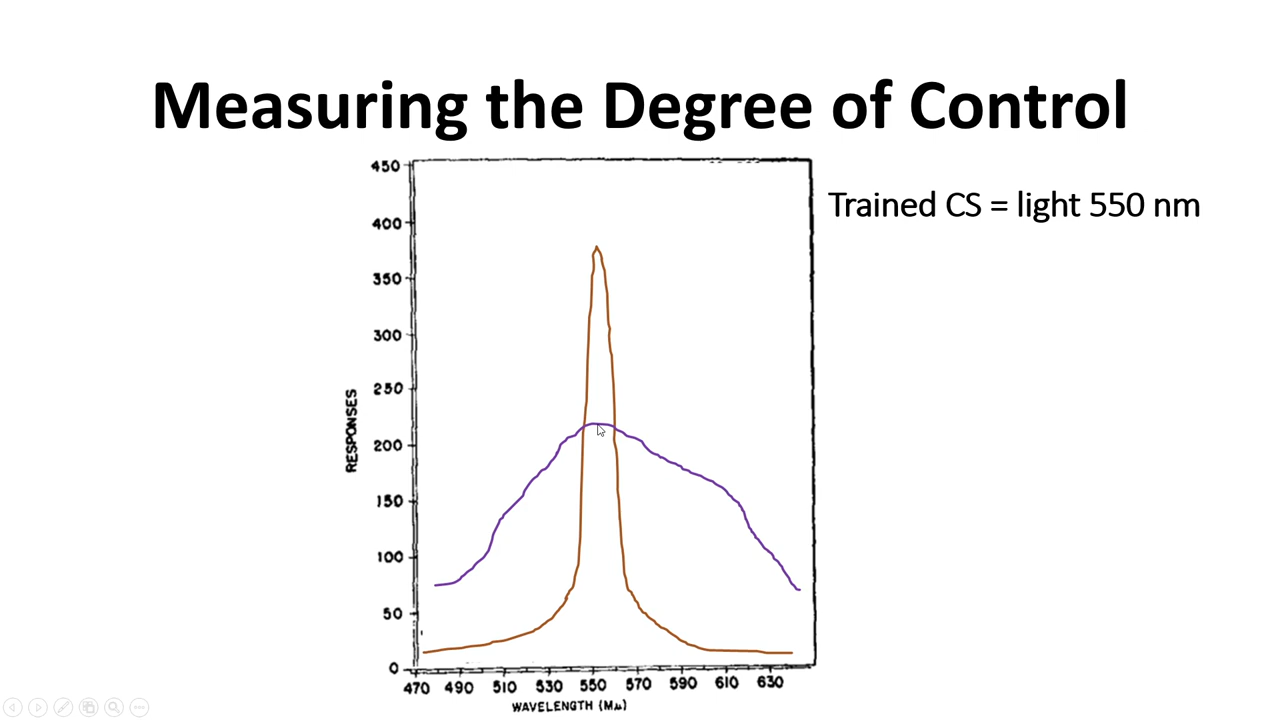 Measuring the Degree of Control
Trained CS = light 550 nm
450
400
350
300
250
200
150
100
50
0
RESPONSES
470 490 510 530 550 570 590 610 630
WAVELENGTH (Mμ)